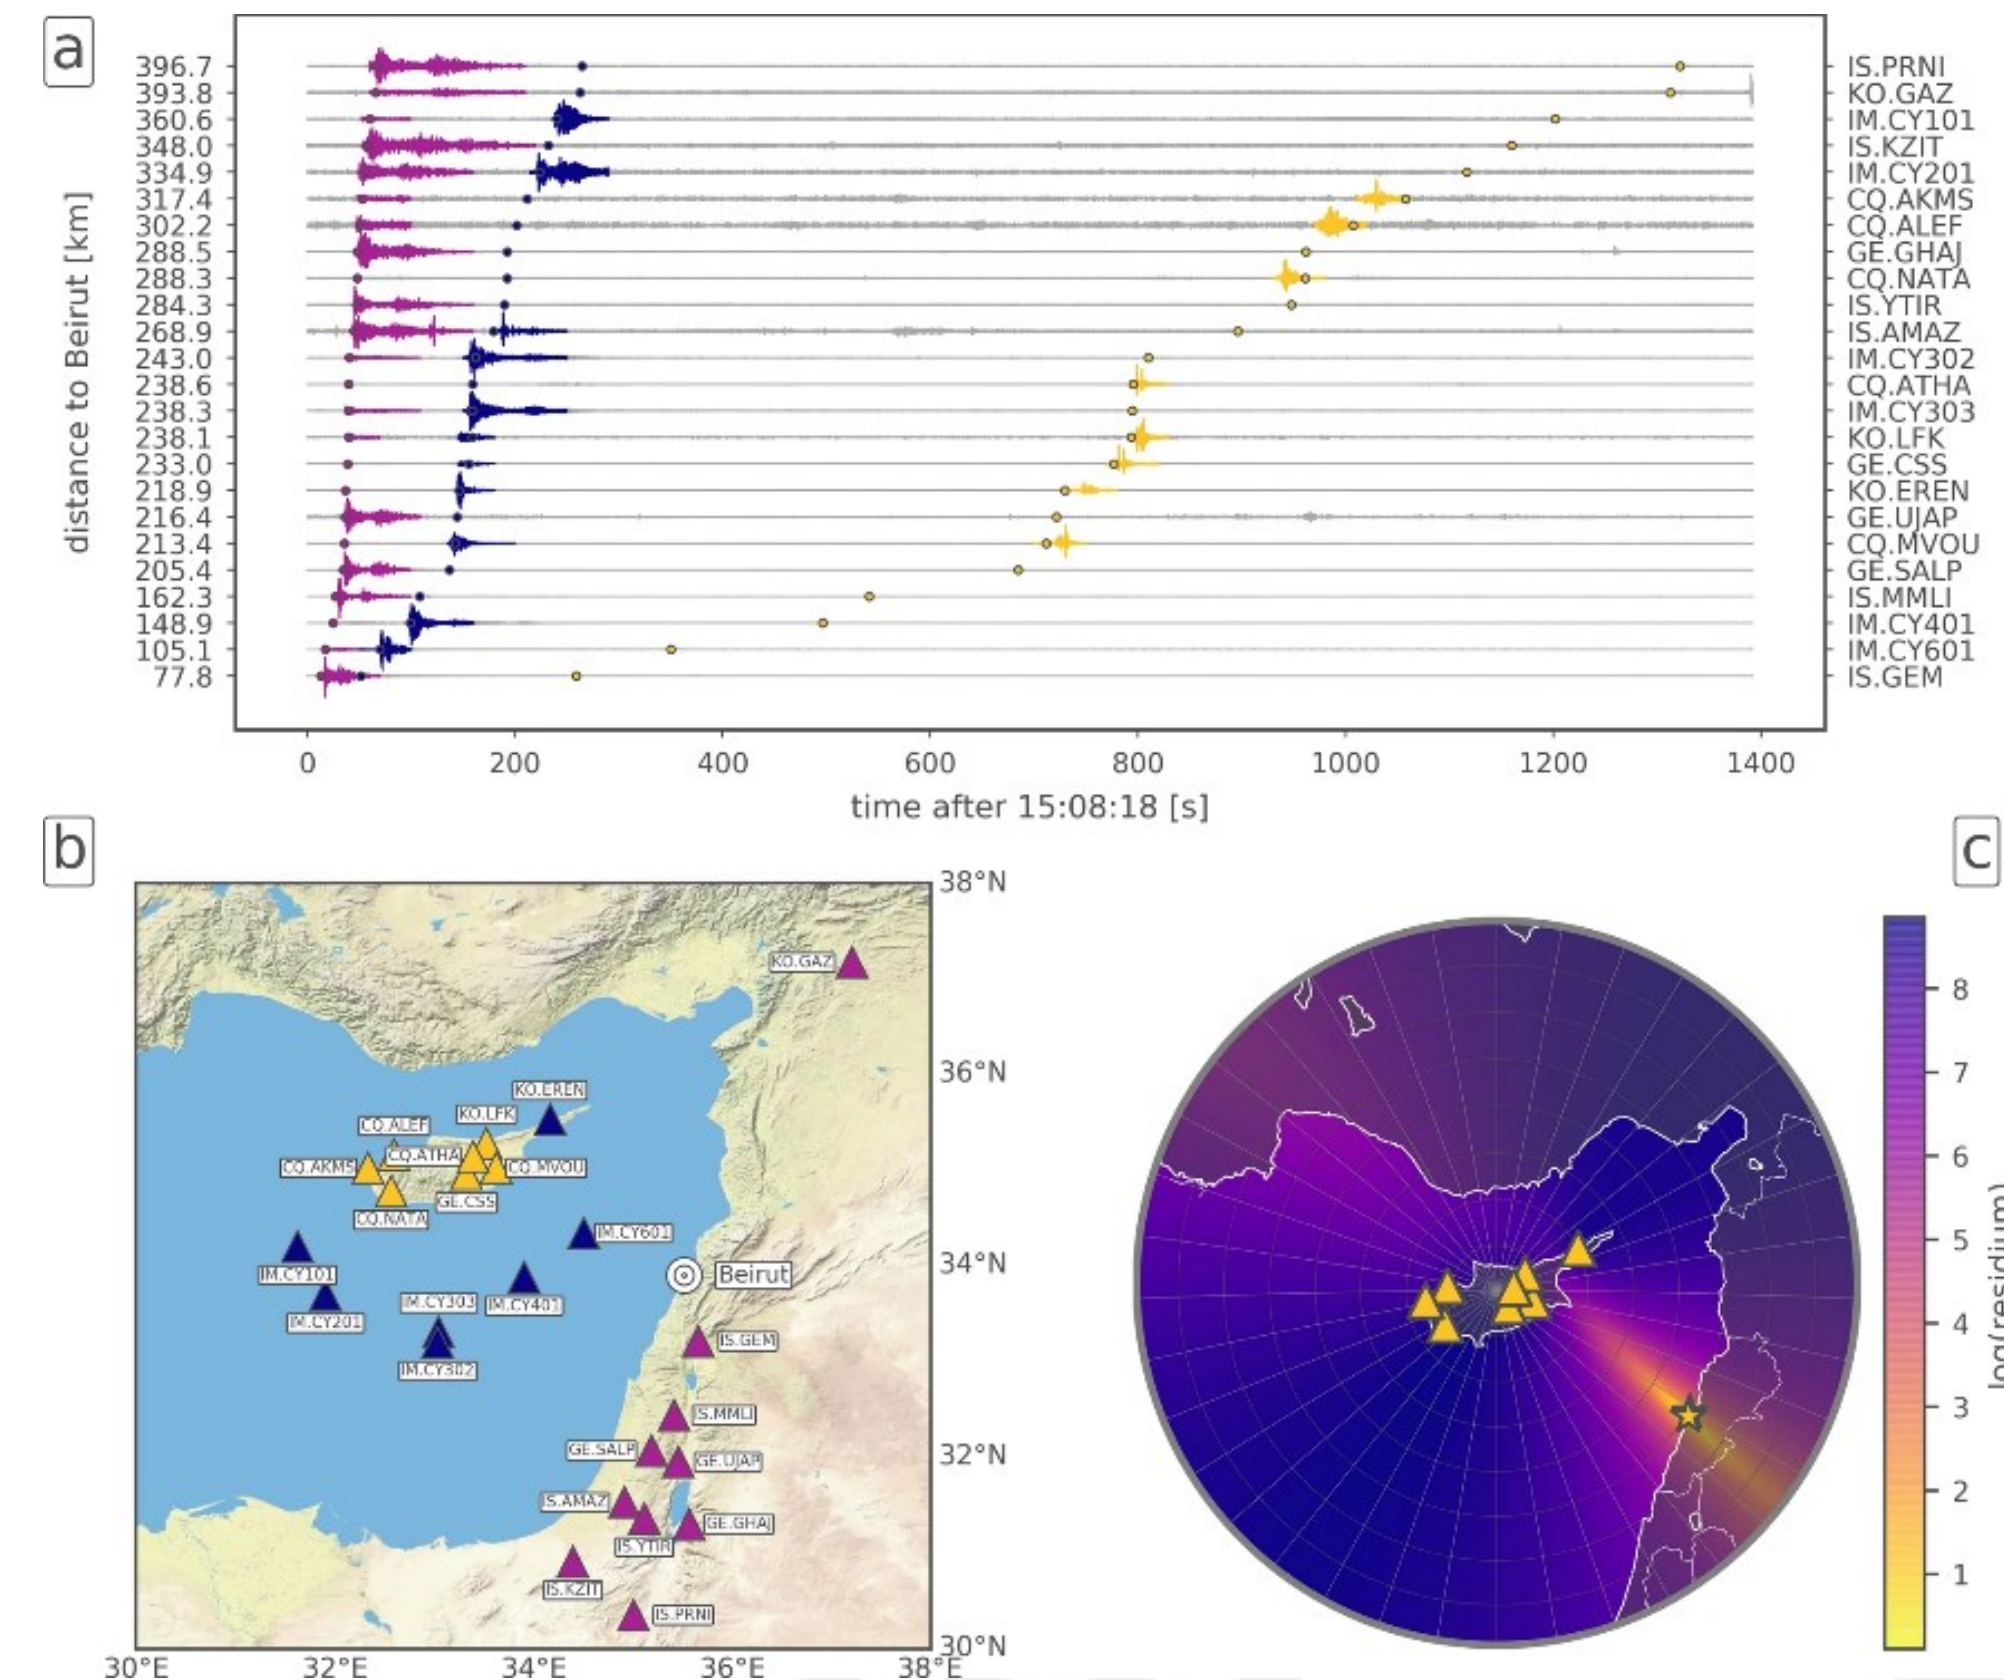 a
396.7 IS.PRNI
393.8 KO.GAZ
360.6 IM.CY101
348.0 IS.KZIT
334.9 IM.CY201
317.4 CQ.AKMS
302.2 CQ.ALEF
288.5 GE.GHAJ
288.3 CQ.NATA
284.3 IS.YTIR
268.9 IS.AMAZ
243.0 IM.CY302
238.6 CQ.ATHA
238.3 IM.CY303
238.1 KO.LFK
233.0 GE.CSS
218.9 KO.EREN
216.4 GE.UJAP
213.4 CQ.MVOU
205.4 GE.SALP
162.3 IS.MMLI
148.9 IM.CY401
105.1 IM.CY601
77.8 IS.GEM
distance to Beirut [km]
0 200 400 600 800 1000 1200 1400
time after 15:08:18 [s]
b
38°N
KO.GAZ
36°N
KO.EREN
KO.LFK
CQ.ALEF
CQ.ATHA
CQ.AKMS
CQ.MVOU
GE.CSS
CQ.NATA
IM.CY601
34°N
Beirut
IM.CY101
IM.CY303
IM.CY401
IM.CY201
IS.GEM
IM.CY302
IS.MMLI
GE.SALP
32°N
GE.UJAP
IS.AMAZ
GE.GHAJ
IS.YTIR
IS.KZIT
IS.PRNI
30°N
30°E 32°E 34°E 36°E 38°E
c
8
7
6
5
4
3
2
1
log(residium)